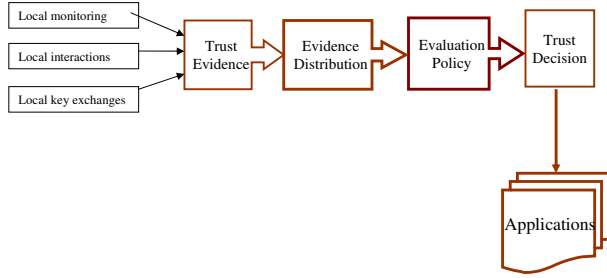 Local monitoring
Local interactions
Local key exchanges
Trust
Evidence
Evidence
Distribution
Evaluation
Policy
Trust
Decision
Applications